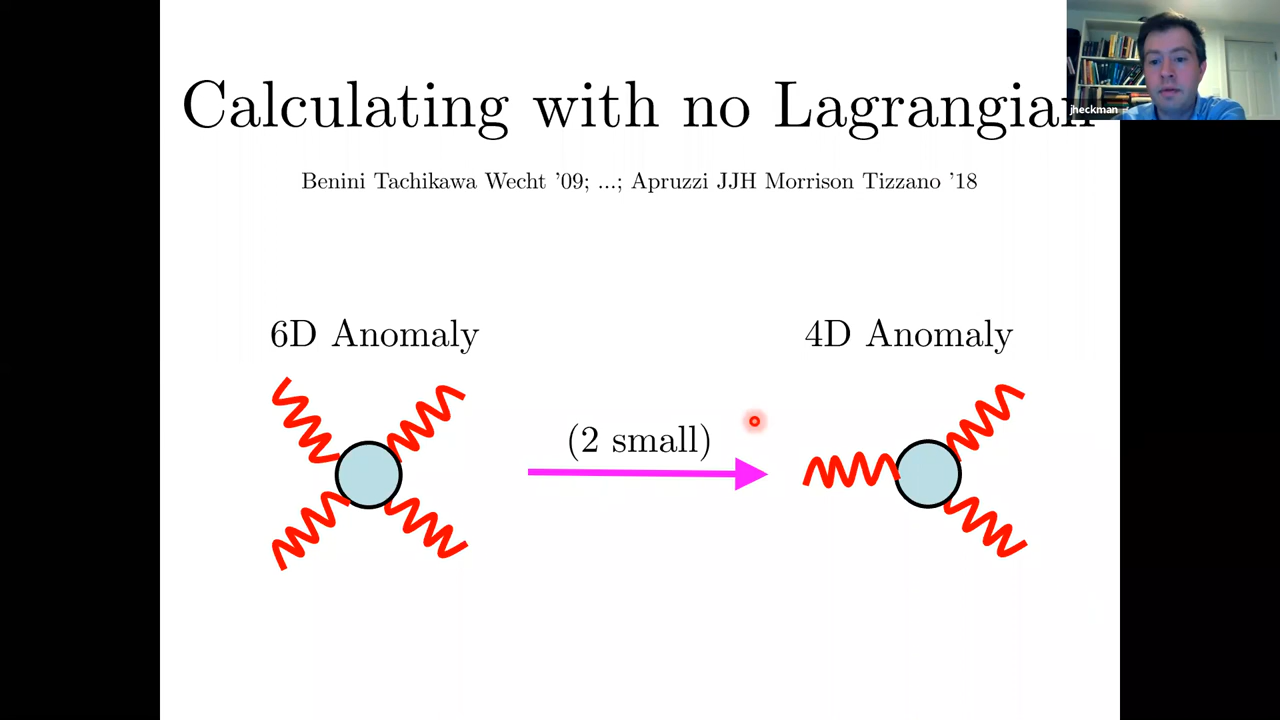 Calculating with no Lagrangian
jheckman
Benini Tachikawa Wecht '09; ...; Apruzzi JJH Morrison Tizzano '18
6D Anomaly
4D Anomaly
(2 small)